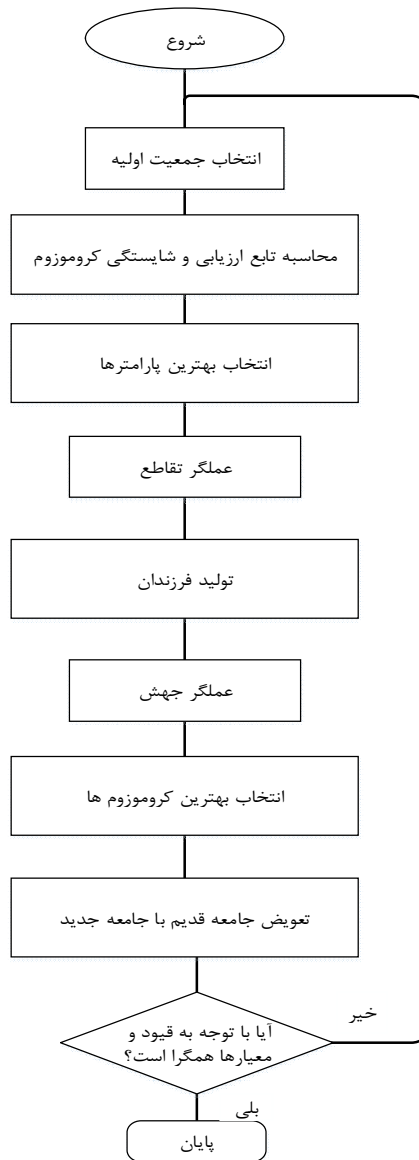 شروع
انتخاب جمعیت اولیه
محاسبه تابع ارزیابی و شایستگی کروموزوم
انتخاب بهترین پارامترها
عملگر تقاطع
تولید فرزندان
عملگر جهش
انتخاب بهترین کروموزوم ها
تعویض جامعه قدیم با جامعه جدید
آیا با توجه به قیود و
معیارها همگرا است؟
خیر
بلی
پایان